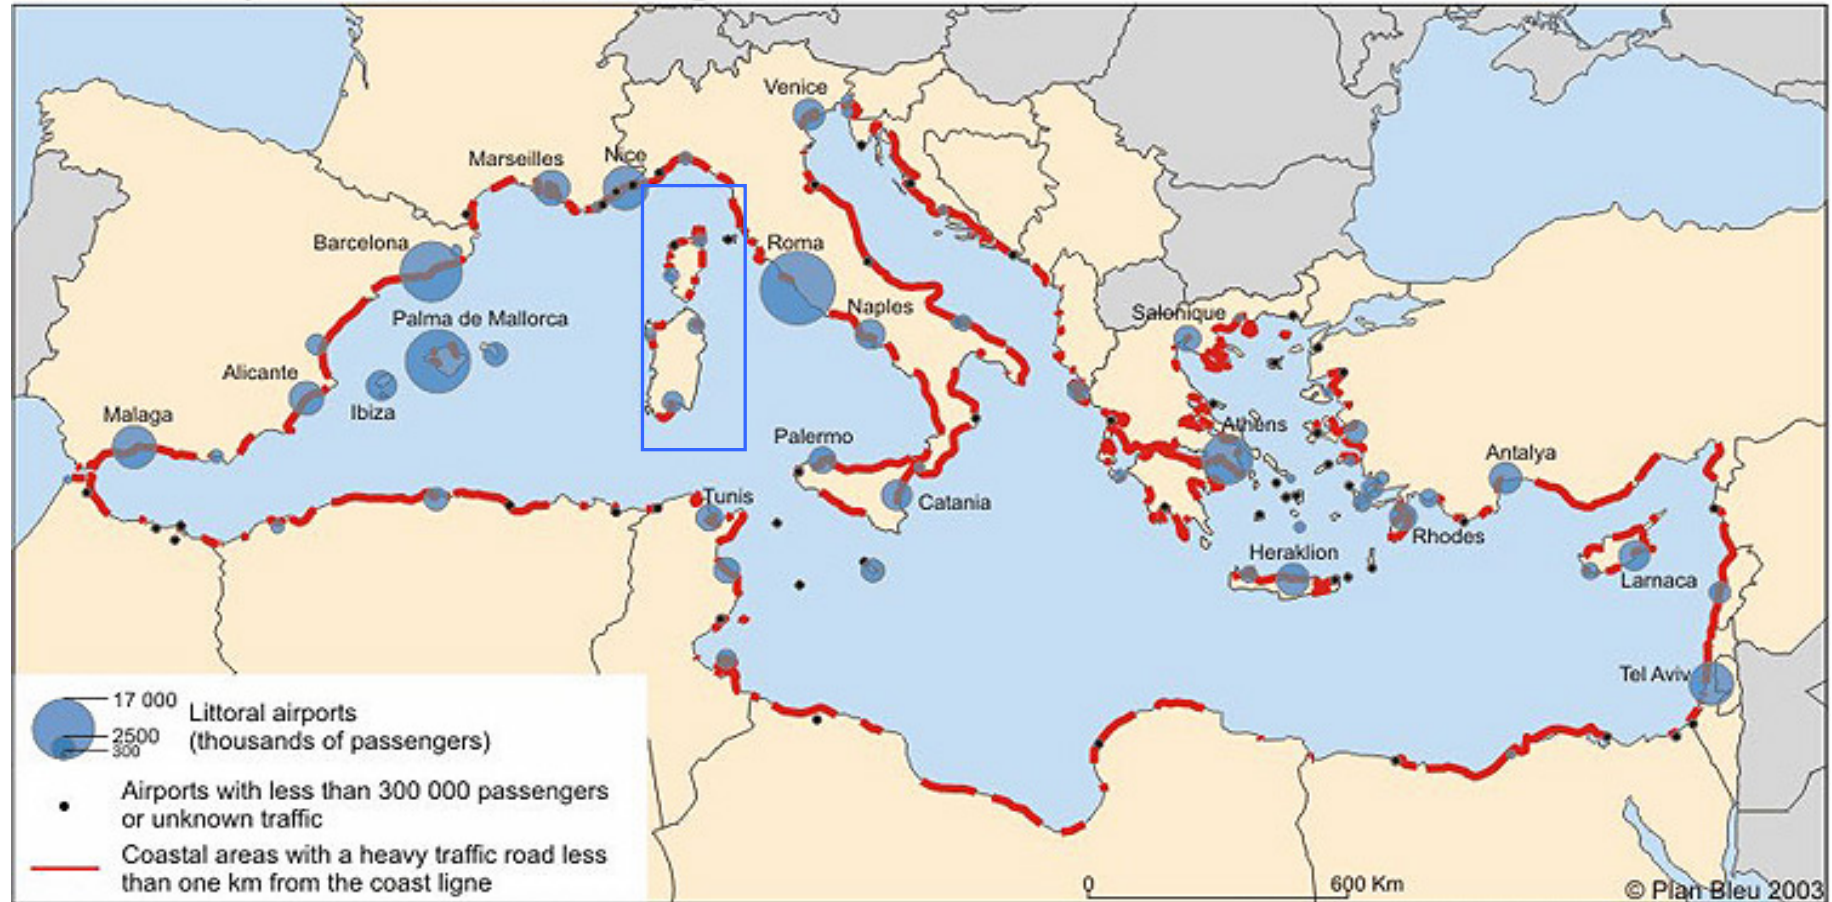 Venice
Marseilles
Nice
Barcelona
Roma
Naples
Palma de Mallorca
Salonique
Alicante
Ibiza
Malaga
Athens
Palermo
Antalya
Tunis
Catania
Rhodes
Heraklion
Larnaca
Tel Aviv
17 000
2500
300
Littoral airports
(thousands of passengers)
Airports with less than 300 000 passengers
or unknown traffic
Coastal areas with a heavy traffic road less
than one km from the coast ligne
0
600 Km
© Plan Bleu 2003